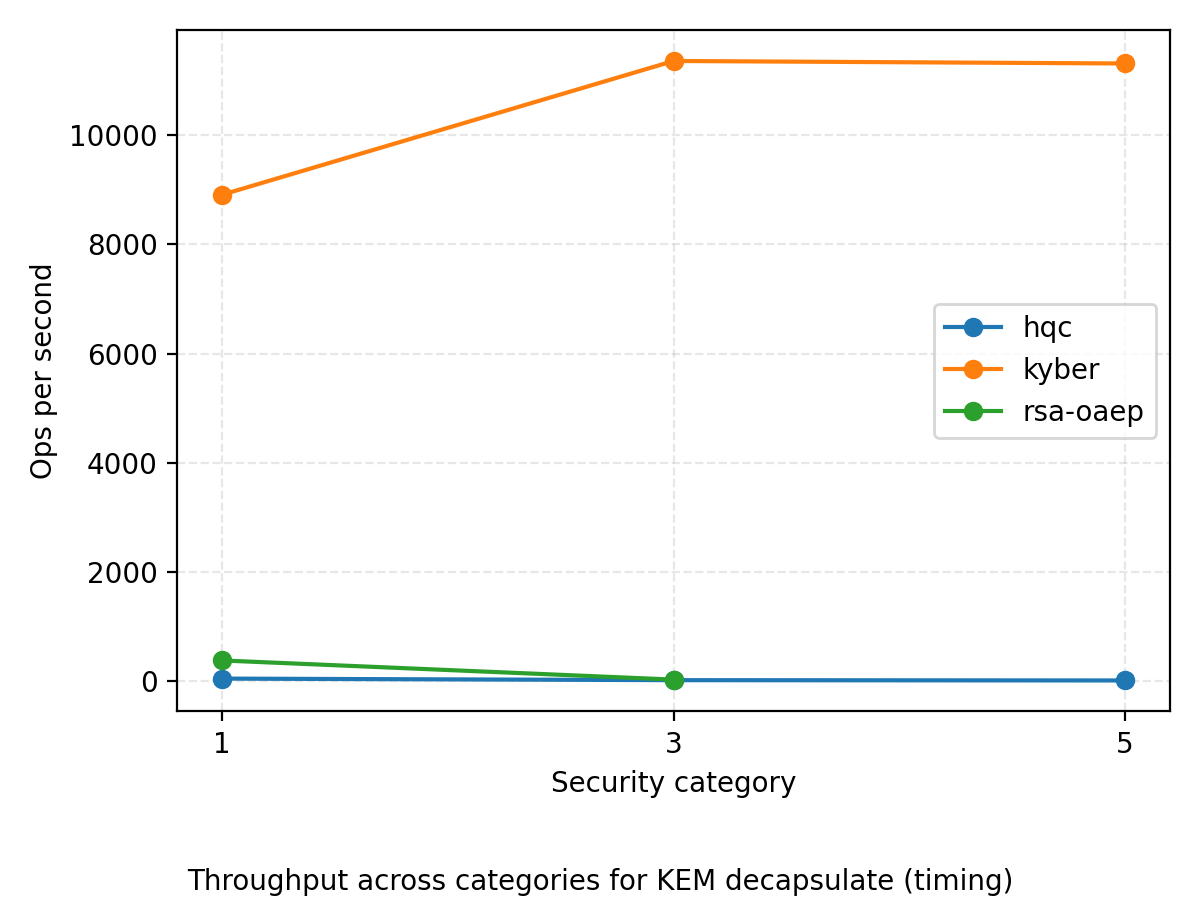 10000
8000
6000
4000
2000
0
Ops per second
hqc
kyber
rsa-oaep
1 3 5
Security category
Throughput across categories for KEM decapsulate (timing)